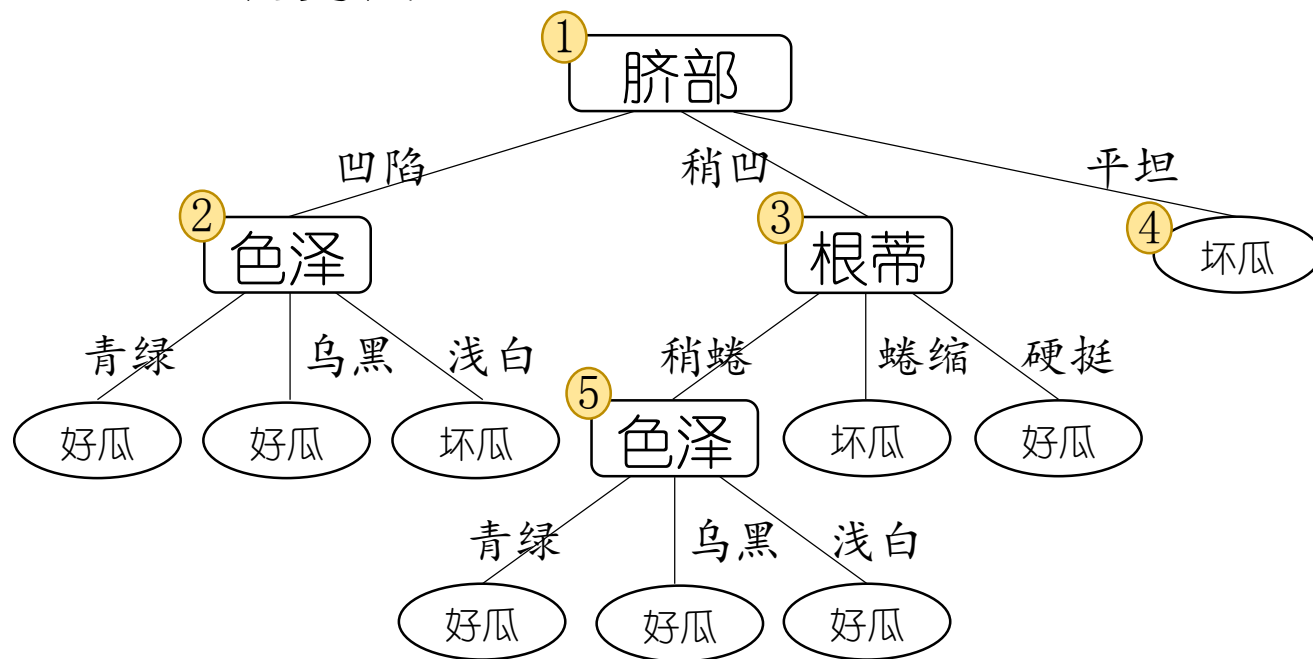 ① 脐部
凹陷 稍凹 平坦
② 色泽 ③ 根蒂 ④ 坏瓜
青绿 乌黑 浅白 稍蜷 蜷缩 硬挺
好瓜 好瓜 坏瓜 ⑤ 色泽 坏瓜 好瓜
青绿 乌黑 浅白
好瓜 好瓜 好瓜